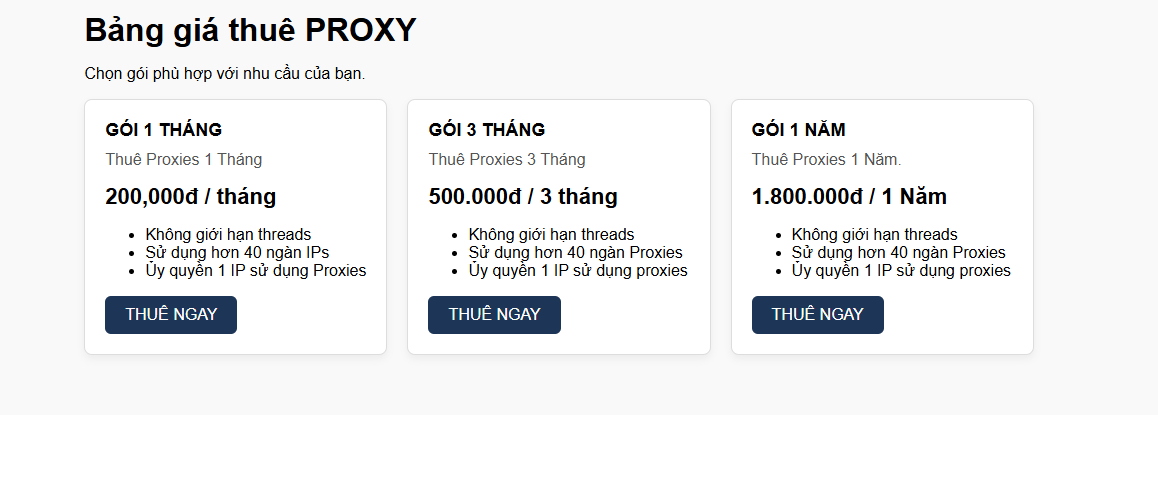 Bảng giá thuê PROXY
Chọn gói phù hợp với nhu cầu của bạn.
GÓI 1 THÁNG
Thuê Proxies 1 Tháng
200,000đ / tháng
Không giới hạn threads
Sử dụng hơn 40 ngàn IPs
Ủy quyền 1 IP sử dụng Proxies
THUÊ NGAY
GÓI 3 THÁNG
Thuê Proxies 3 Tháng
500.000đ / 3 tháng
Không giới hạn threads
Sử dụng hơn 40 ngàn Proxies
Ủy quyền 1 IP sử dụng proxies
THUÊ NGAY
GÓI 1 NĂM
Thuê Proxies 1 Năm.
1.800.000đ / 1 Năm
Không giới hạn threads
Sử dụng hơn 40 ngàn Proxies
Ủy quyền 1 IP sử dụng proxies
THUÊ NGAY